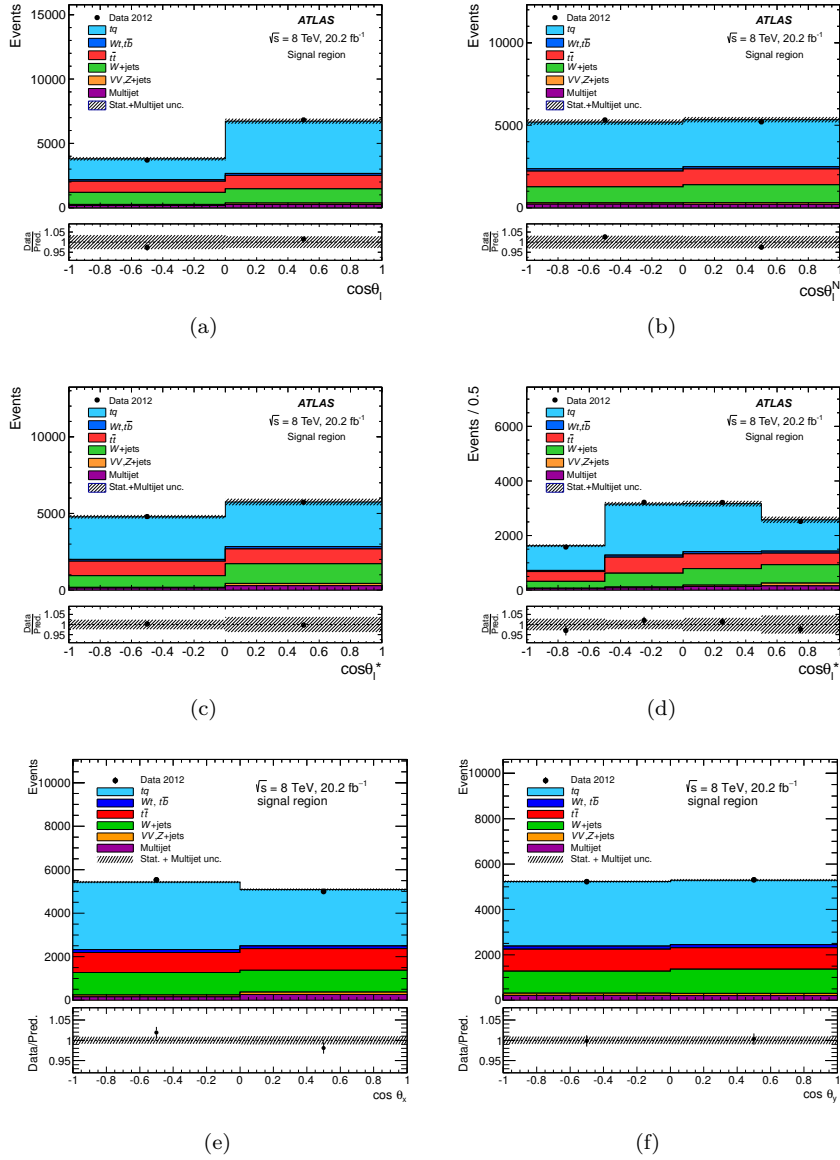 Events
15000
10000
5000
0
Data 2012
tq
Wt,tb̄
tt̄
W+jets
VV,Z+jets
Multijet
Stat.+Multijet unc.
ATLAS
√s = 8 TeV, 20.2 fb⁻¹
Signal region
Data
Pred.
1.05
1
0.95
-1 -0.8 -0.6 -0.4 -0.2 0 0.2 0.4 0.6 0.8 1
cosθ_l
(a)
Events
10000
5000
0
Data 2012
tq
Wt,tb̄
tt̄
W+jets
VV,Z+jets
Multijet
Stat.+Multijet unc.
ATLAS
√s = 8 TeV, 20.2 fb⁻¹
Signal region
Data
Pred.
1.05
1
0.95
-1 -0.8 -0.6 -0.4 -0.2 0 0.2 0.4 0.6 0.8 1
cosθ_l^N
(b)
Events
10000
5000
0
Data 2012
tq
Wt,tb̄
tt̄
W+jets
VV,Z+jets
Multijet
Stat.+Multijet unc.
ATLAS
√s = 8 TeV, 20.2 fb⁻¹
Signal region
Data
Pred.
1.05
1
0.95
-1 -0.8 -0.6 -0.4 -0.2 0 0.2 0.4 0.6 0.8 1
cosθ_l*
(c)
Events / 0.5
6000
4000
2000
0
Data 2012
tq
Wt,tb̄
tt̄
W+jets
VV,Z+jets
Multijet
Stat.+Multijet unc.
ATLAS
√s = 8 TeV, 20.2 fb⁻¹
Signal region
Data
Pred.
1.05
1
0.95
-1 -0.8 -0.6 -0.4 -0.2 0 0.2 0.4 0.6 0.8 1
cosθ_l*
(d)
Events
10000
8000
6000
4000
2000
0
Data 2012
tq
Wt, tb̄
tt̄
W+jets
VV,Z+jets
Multijet
Stat. + Multijet unc.
√s = 8 TeV, 20.2 fb⁻¹
signal region
Data/Pred.
1.05
1
0.95
-1 -0.8 -0.6 -0.4 -0.2 0 0.2 0.4 0.6 0.8 1
cos θ_x
(e)
Events
10000
8000
6000
4000
2000
0
Data 2012
tq
Wt, tb̄
tt̄
W+jets
VV,Z+jets
Multijet
Stat. + Multijet unc.
√s = 8 TeV, 20.2 fb⁻¹
signal region
Data/Pred.
1.05
1
0.95
-1 -0.8 -0.6 -0.4 -0.2 0 0.2 0.4 0.6 0.8 1
cos θ_y
(f)